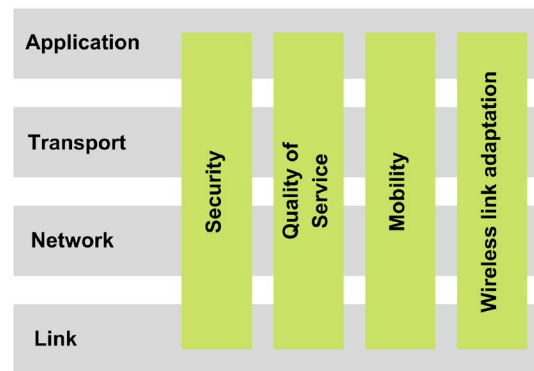 Application
Transport
Network
Link
Security
Quality of
Service
Mobility
Wireless link adaptation